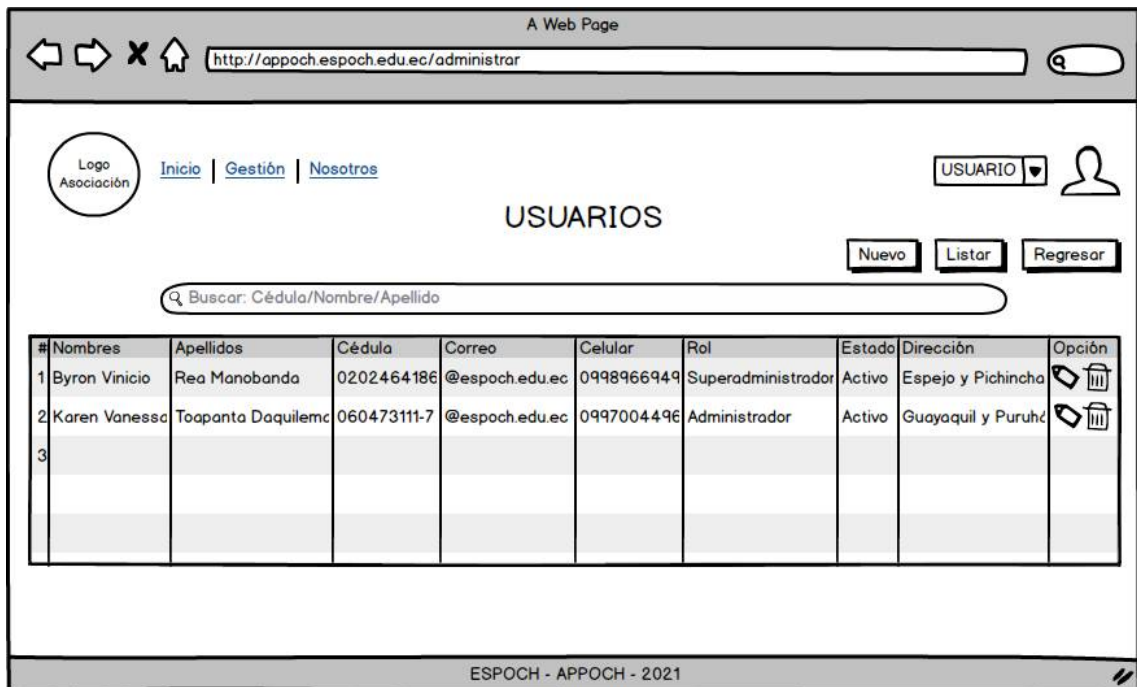 A Web Page
http://appoch.espoch.edu.ec/administrar
Logo
Asociación
Inicio | Gestión | Nosotros
USUARIO
USUARIOS
Nuevo Listar Regresar
Buscar: Cédula/Nombre/Apellido
# Nombres Apellidos Cédula Correo Celular Rol Estado Dirección Opción
1 Byron Vinicio Rea Manobanda 0202464186 @espoch.edu.ec 0998966949 Superadministrador Activo Espejo y Pichincha
2 Karen Vanessa Toapanta Daquilema 060473111-7 @espoch.edu.ec 0997004496 Administrador Activo Guayaquil y Puruhá
3
ESPOCH - APPOCH - 2021